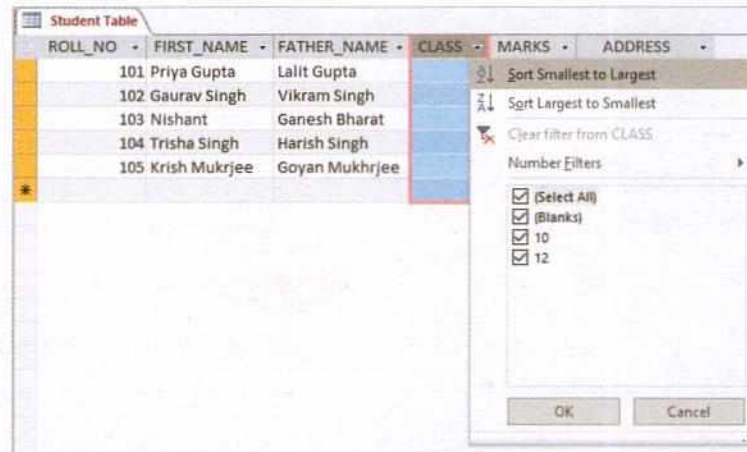 Student Table
ROLL_NO FIRST_NAME FATHER_NAME CLASS MARKS ADDRESS
101 Priya Gupta Lalit Gupta
102 Gaurav Singh Vikram Singh
103 Nishant Ganesh Bharat
104 Trisha Singh Harish Singh
105 Krish Mukrjee Goyan Mukhrjee
Sort Smallest to Largest
Sort Largest to Smallest
Clear filter from CLASS
Number Filters
(Select All)
(Blanks)
10
12
OK Cancel